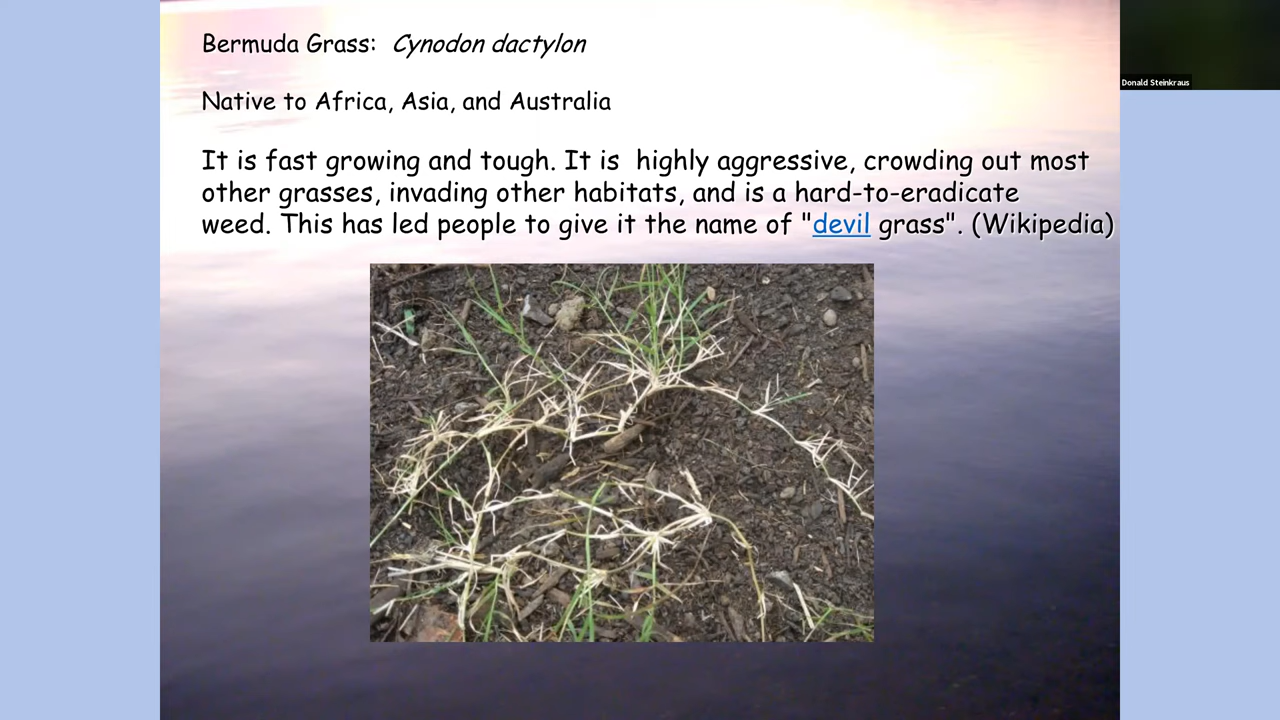 Bermuda Grass: Cynodon dactylon
Native to Africa, Asia, and Australia
It is fast growing and tough. It is highly aggressive, crowding out most
other grasses, invading other habitats, and is a hard-to-eradicate
weed. This has led people to give it the name of "devil grass". (Wikipedia)
Donald Steinkraus